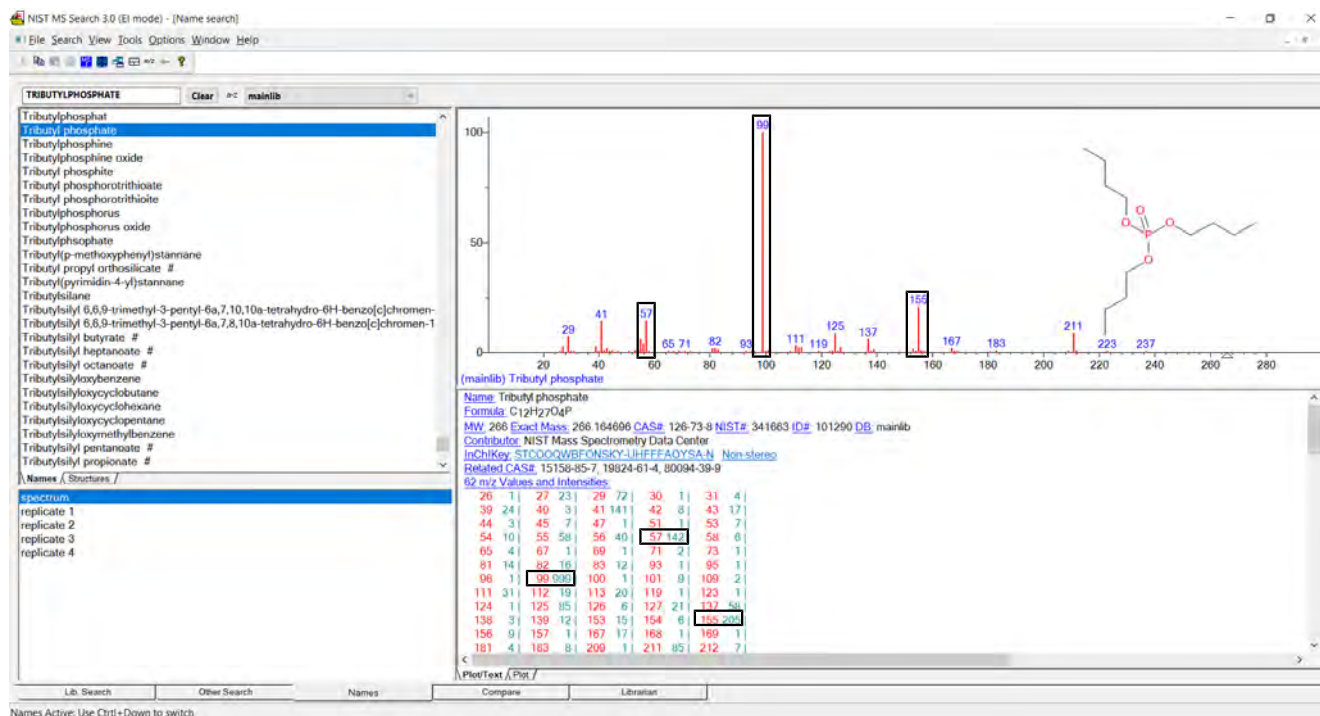 NIST MS Search 3.0 (EI mode) - [Name search]
File Search View Tools Options Window Help
TRIBUTYLPHOSPHATE Clear mainlib
Tributylphosphat
Tributyl phosphate
Tributylphosphine
Tributylphosphine oxide
Tributyl phosphite
Tributyl phosphorotrithioate
Tributyl phosphorotrithioite
Tributylphosphorus
Tributylphosphorus oxide
Tributylphsophate
Tributyl(p-methoxyphenyl)stannane
Tributyl propyl orthosilicate #
Tributyl(pyrimidin-4-yl)stannane
Tributylsilane
Tributylsilyl 6,6,9-trimethyl-3-pentyl-6a,7,10,10a-tetrahydro-6H-benzo[c]chromen-
Tributylsilyl 6,6,9-trimethyl-3-pentyl-6a,7,8,10a-tetrahydro-6H-benzo[c]chromen-1
Tributylsilyl butyrate #
Tributylsilyl heptanoate #
Tributylsilyl octanoate #
Tributylsilyloxybenzene
Tributylsilyloxycyclobutane
Tributylsilyloxycyclohexane
Tributylsilyloxycyclopentane
Tributylsilyloxymethylbenzene
Tributylsilyl pentanoate #
Tributylsilyl propionate #
Names Structures
spectrum
replicate 1
replicate 2
replicate 3
replicate 4
100
50
0
29 41 57 65 71 82 93 99 111 119 125 137 155 167 183 211 223 237
20 40 60 80 100 120 140 160 180 200 220 240 260 280
O
O P O
O
(mainlib) Tributyl phosphate
Name: Tributyl phosphate
Formula: C12H27O4P
MW: 266 Exact Mass: 266.164696 CAS#: 126-73-8 NIST#: 341663 ID#: 101290 DB: mainlib
Contributor: NIST Mass Spectrometry Data Center
InChIKey: STCOOQWBFONSKY-UHFFFAOYSA-N Non-stereo
Related CAS#: 15158-85-7, 19824-61-4, 80094-39-9
62 m/z Values and Intensities:
26 1| 27 23| 29 72| 30 1| 31 4|
39 24| 40 3| 41 141| 42 8| 43 17|
44 3| 45 7| 47 1| 51 1| 53 7|
54 10| 55 58| 56 40| 57 142| 58 6|
65 4| 67 1| 69 1| 71 2| 73 1|
81 14| 82 16| 83 12| 93 1| 95 1|
96 1| 99 999| 100 1| 101 9| 109 2|
111 31| 112 19| 113 20| 119 1| 123 1|
124 1| 125 85| 126 6| 127 21| 137 58|
138 3| 139 12| 153 15| 154 6| 155 205|
156 9| 157 1| 167 17| 168 1| 169 1|
181 4| 183 8| 209 1| 211 85| 212 7|
Plot/Text Plot
Lib. Search Other Search Names Compare Librarian
Names Active: Use Ctrl+Down to switch.